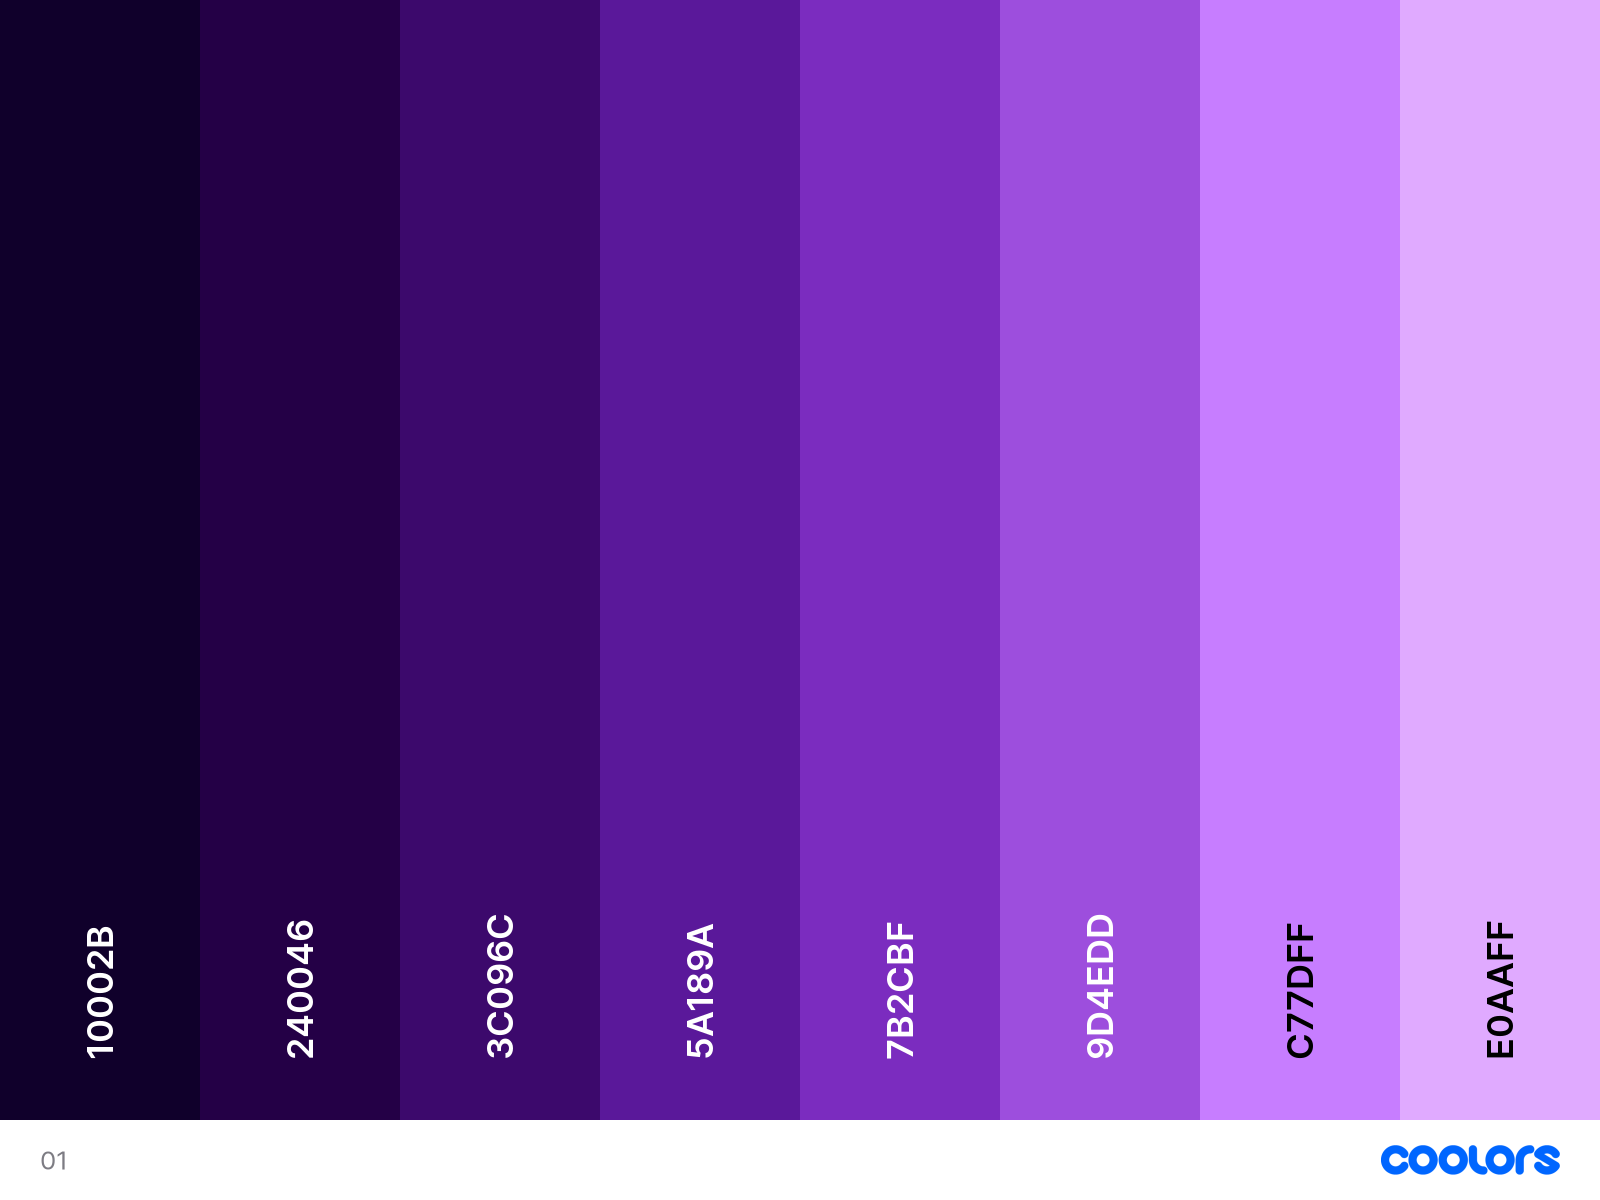 10002B
240046
3C096C
5A189A
7B2CBF
9D4EDD
C77DFF
E0AAFF
01
coolors